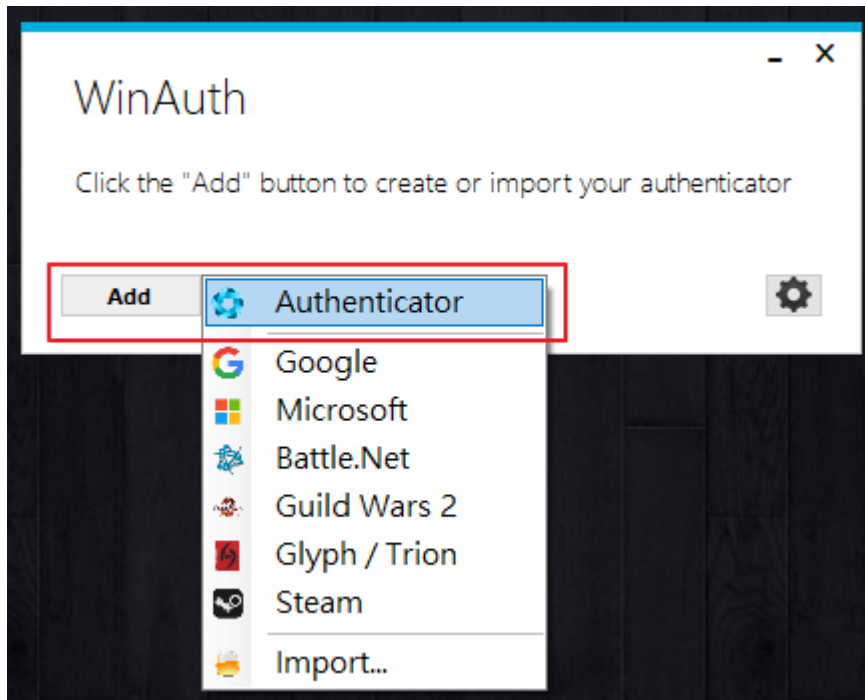 WinAuth
Click the "Add" button to create or import your authenticator
Add
Authenticator
Google
Microsoft
Battle.Net
Guild Wars 2
Glyph / Trion
Steam
Import...